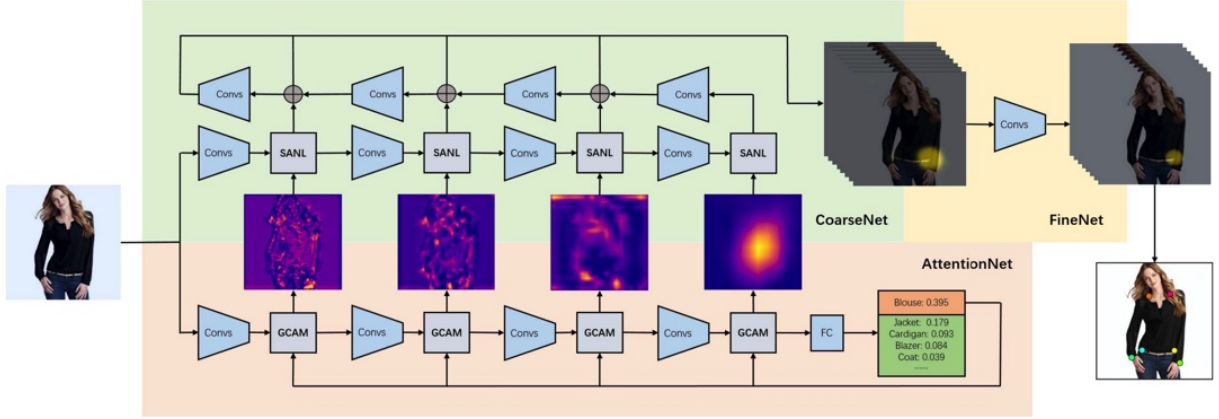 Convs
Convs
Convs
Convs
Convs
SANL
Convs
SANL
Convs
SANL
Convs
SANL
Convs
CoarseNet
FineNet
AttentionNet
Convs
GCAM
Convs
GCAM
Convs
GCAM
Convs
GCAM
FC
Blouse: 0.395
Jacket: 0.179
Cardigan: 0.093
Blazer: 0.084
Coat: 0.039
......